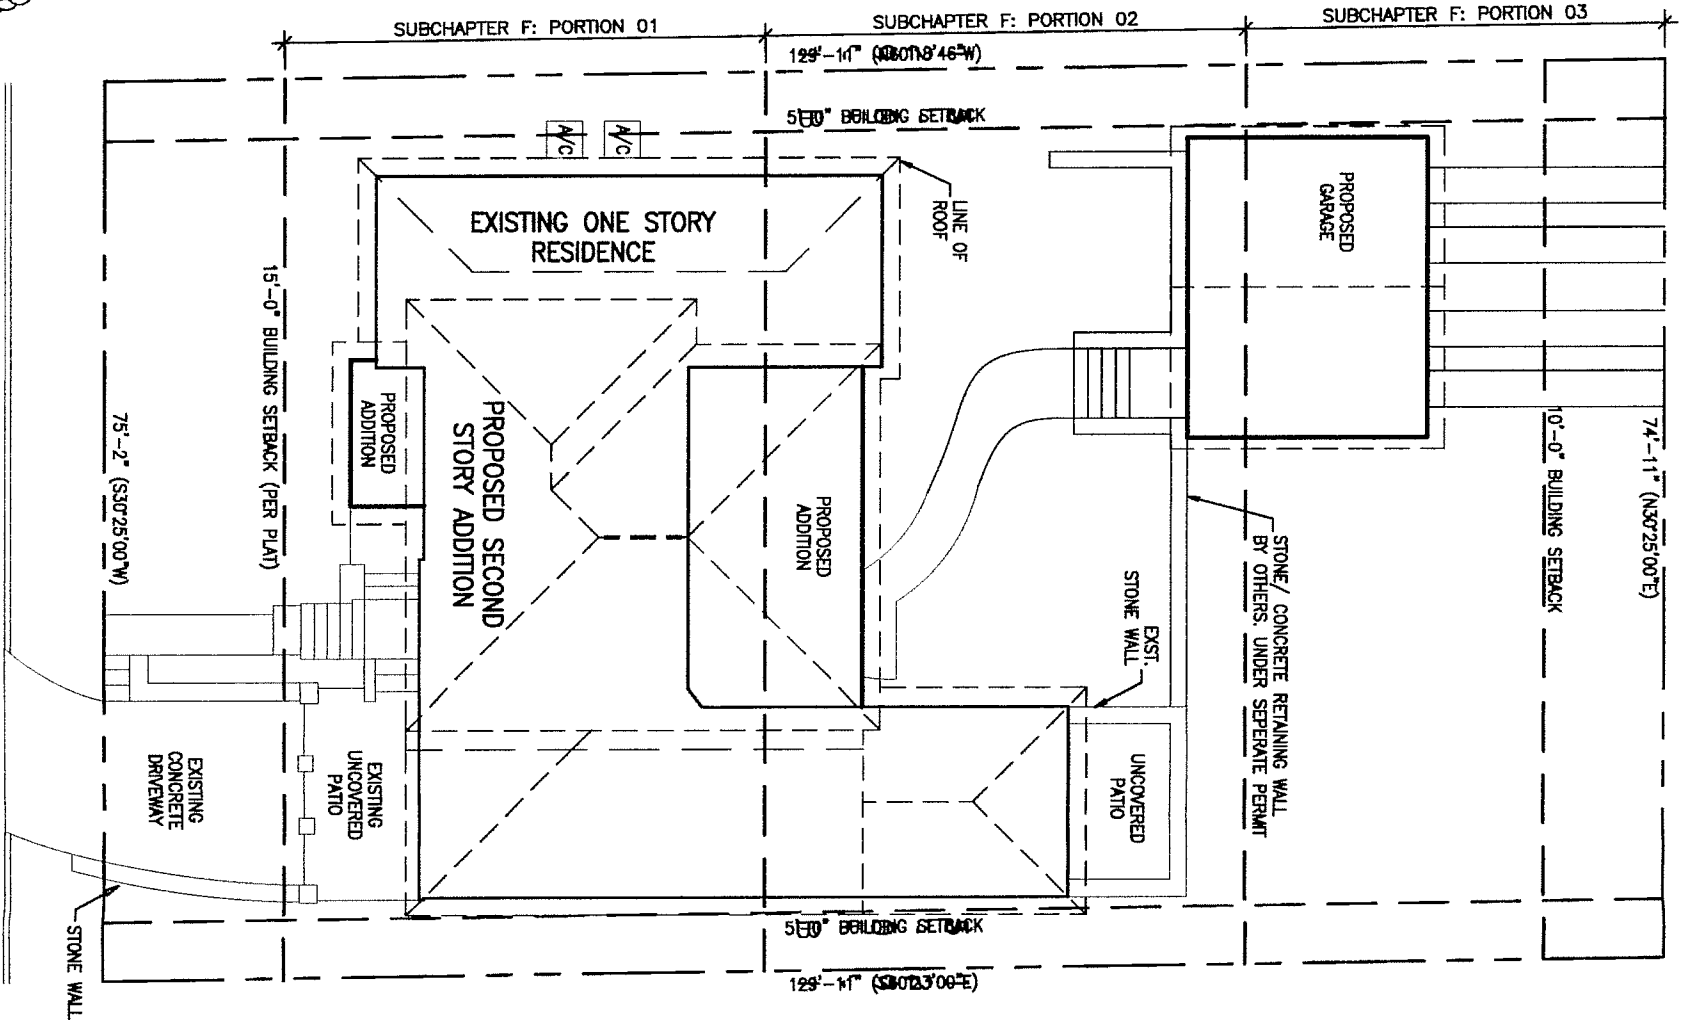 SUBCHAPTER F: PORTION 01
SUBCHAPTER F: PORTION 02
SUBCHAPTER F: PORTION 03
129'-11"
5'-0" BUILDING SETBACK
A/C
A/C
EXISTING ONE STORY
RESIDENCE
LINE OF
ROOF
PROPOSED
GARAGE
15'-0" BUILDING SETBACK (PER PLAT)
75'-2" (S30°25'00"W)
PROPOSED
ADDITION
PROPOSED SECOND
STORY ADDITION
PROPOSED
ADDITION
10'-0" BUILDING SETBACK
74'-11" (N30°25'00"E)
STONE/ CONCRETE RETAINING WALL
BY OTHERS. UNDER SEPERATE PERMIT
EXST.
STONE WALL
UNCOVERED
PATIO
EXISTING
UNCOVERED
PATIO
EXISTING
CONCRETE
DRIVEWAY
STONE WALL
5'-0" BUILDING SETBACK
129'-11"